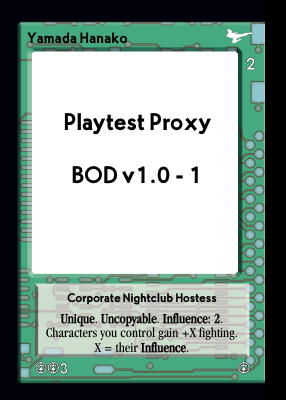 Yamada Hanako
2
Playtest Proxy
BOD v1.0 - 1
Corporate Nightclub Hostess
Unique. Uncopyable. Influence: 2.
Characters you control gain +X fighting.
X = their Influence.
3